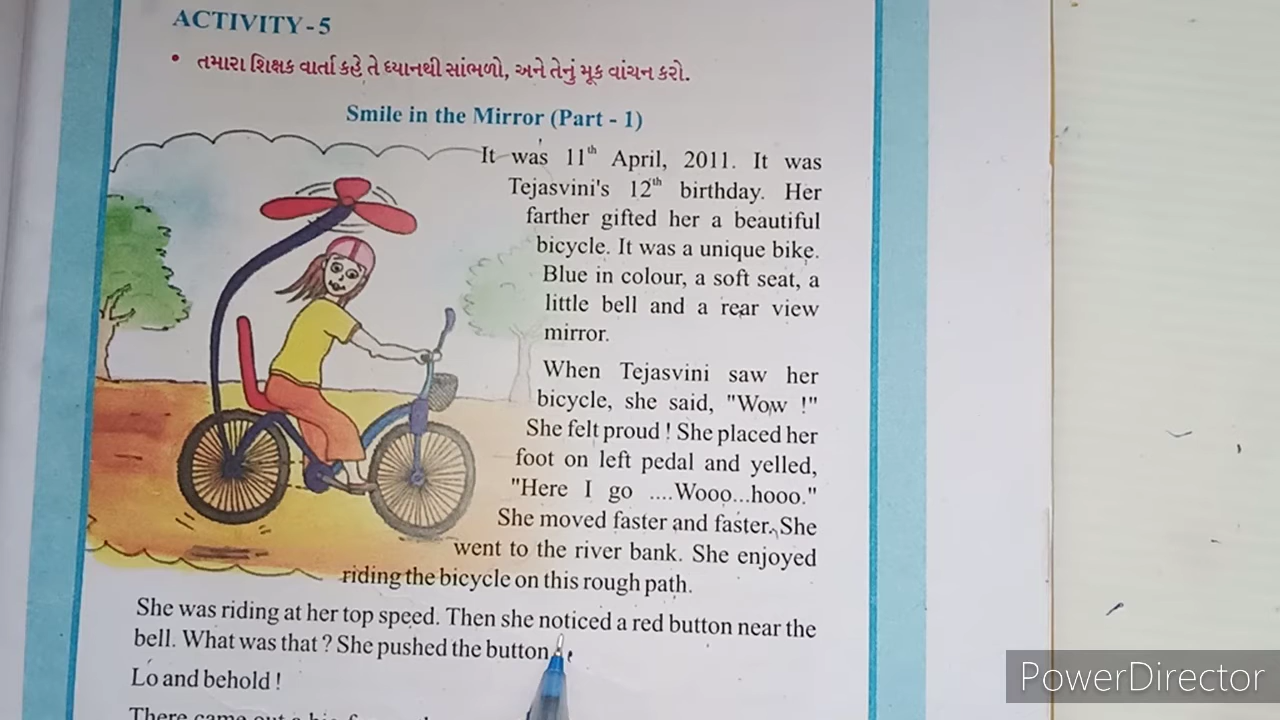 ACTIVITY-5
• તમારા શિક્ષક વાર્તા કહે તે ધ્યાનથી સાંભળો, અને તેનું મૂક વાંચન કરો.
Smile in the Mirror (Part - 1)
It was 11th April, 2011. It was
Tejasvini's 12th birthday. Her
farther gifted her a beautiful
bicycle. It was a unique bike.
Blue in colour, a soft seat, a
little bell and a rear view
mirror.
When Tejasvini saw her
bicycle, she said, "Wow !"
She felt proud ! She placed her
foot on left pedal and yelled,
"Here I go ....Wooo...hooo."
She moved faster and faster. She
went to the river bank. She enjoyed
riding the bicycle on this rough path.
She was riding at her top speed. Then she noticed a red button near the
bell. What was that ? She pushed the button
Lo and behold !
There came out a big
PowerDirector